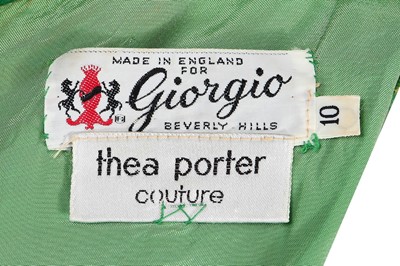 MADE IN ENGLAND
FOR
Giorgio
BEVERLY HILLS
10
thea porter
couture